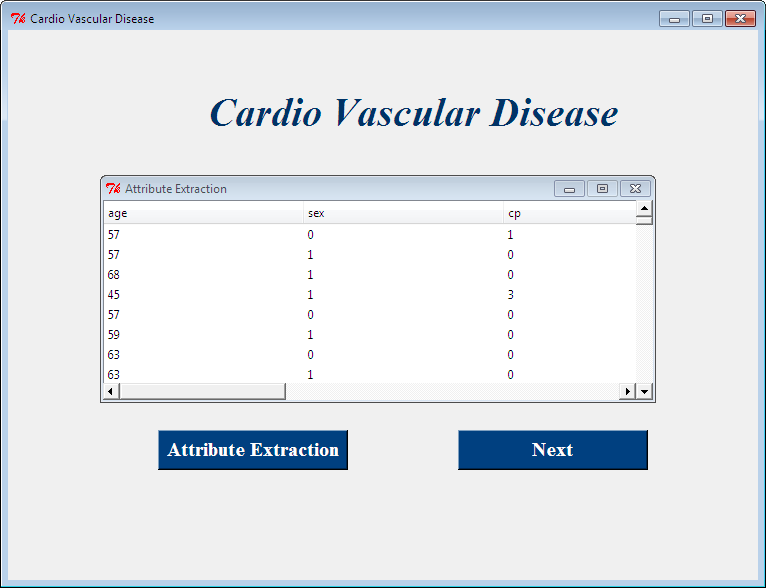 Cardio Vascular Disease
Cardio Vascular Disease
Attribute Extraction
age sex cp
57 0 1
57 1 0
68 1 0
45 1 3
57 0 0
59 1 0
63 0 0
63 1 0
Attribute Extraction Next